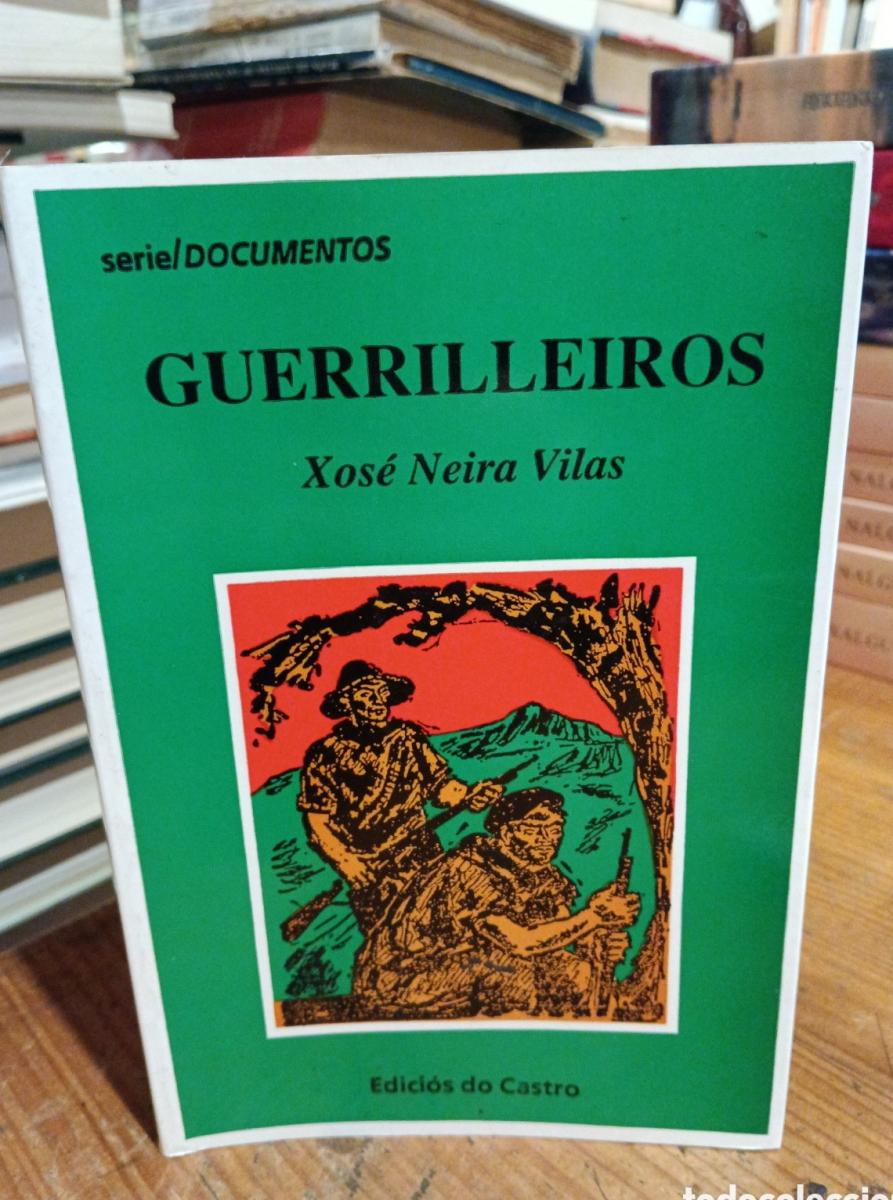 serie/DOCUMENTOS
GUERRILLEIROS
Xosé Neira Vilas
Ediciós do Castro